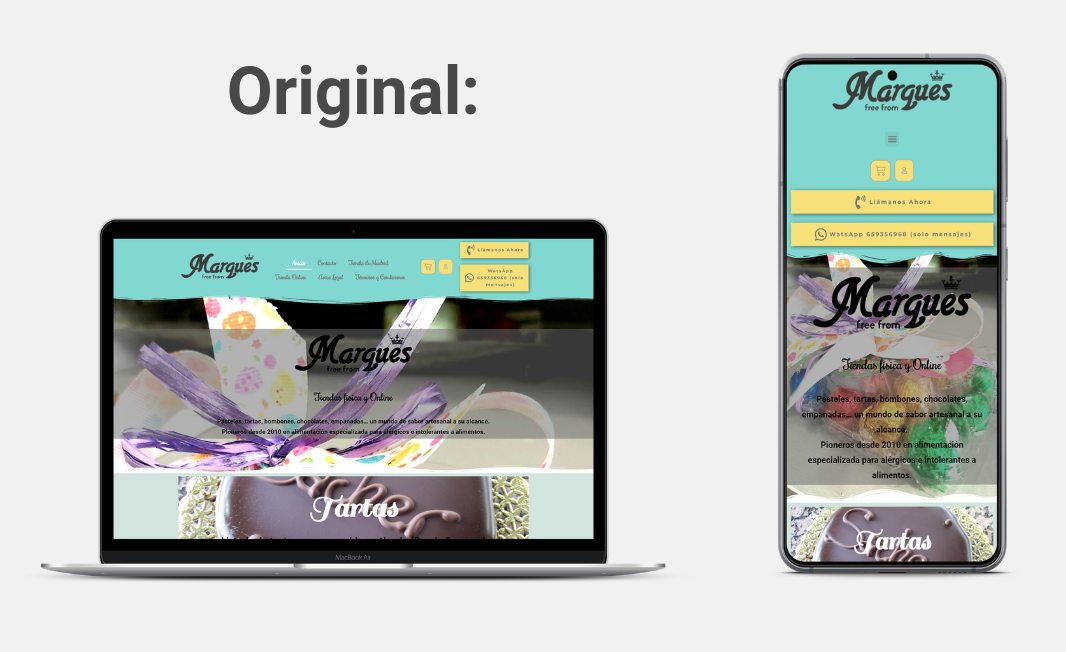 Original:
Marqués
free from
Inicio
Contacto
Tienda de Madrid
Tienda Online
Aviso Legal
Términos y Condiciones
Llámanos Ahora
WatsApp
659356968 (solo
mensajes)
Marqués
free from
Tiendas física y Online
Pasteles, tartas, bombones, chocolates, empanadas... un mundo de sabor artesanal a su alcance.
Pioneros desde 2010 en alimentación especializada para alérgicos e intolerantes a alimentos.
Tartas
MacBook Air
Marqués
free from
Llámanos Ahora
WatsApp 659356968 (solo mensajes)
Marqués
free from
Tiendas física y Online
Pasteles, tartas, bombones, chocolates,
empanadas... un mundo de sabor artesanal a su
alcance.
Pioneros desde 2010 en alimentación
especializada para alérgicos e intolerantes a
alimentos.
Tartas